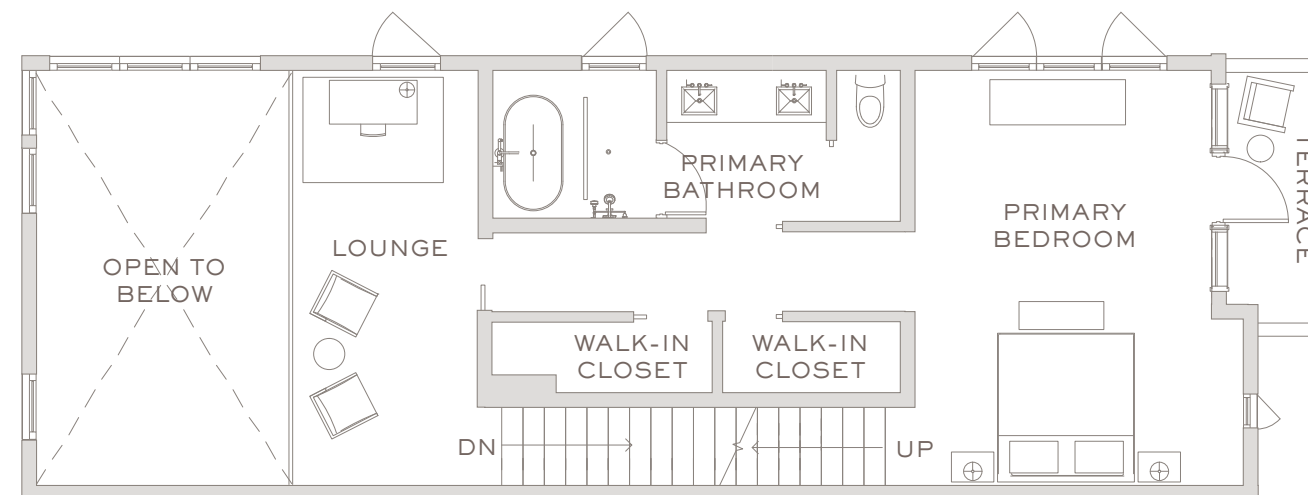 OPEN TO
BELOW
LOUNGE
PRIMARY
BATHROOM
PRIMARY
BEDROOM
TERRACE
WALK-IN
CLOSET
WALK-IN
CLOSET
DN
UP